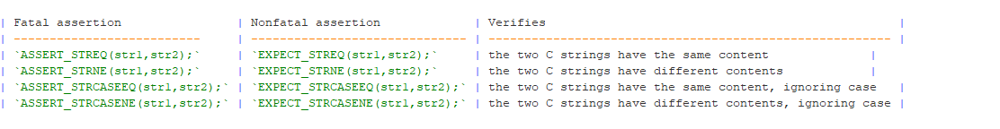 | Fatal assertion                | Nonfatal assertion             | Verifies                                                 |
| --------------------------     | ------------------------------ | -------------------------------------------------------- |
| `ASSERT_STREQ(str1,str2);`     | `EXPECT_STREQ(str1,str2);`     | the two C strings have the same content              |
| `ASSERT_STRNE(str1,str2);`     | `EXPECT_STRNE(str1,str2);`     | the two C strings have different contents            |
| `ASSERT_STRCASEEQ(str1,str2);` | `EXPECT_STRCASEEQ(str1,str2);` | the two C strings have the same content, ignoring case   |
| `ASSERT_STRCASENE(str1,str2);` | `EXPECT_STRCASENE(str1,str2);` | the two C strings have different contents, ignoring case |